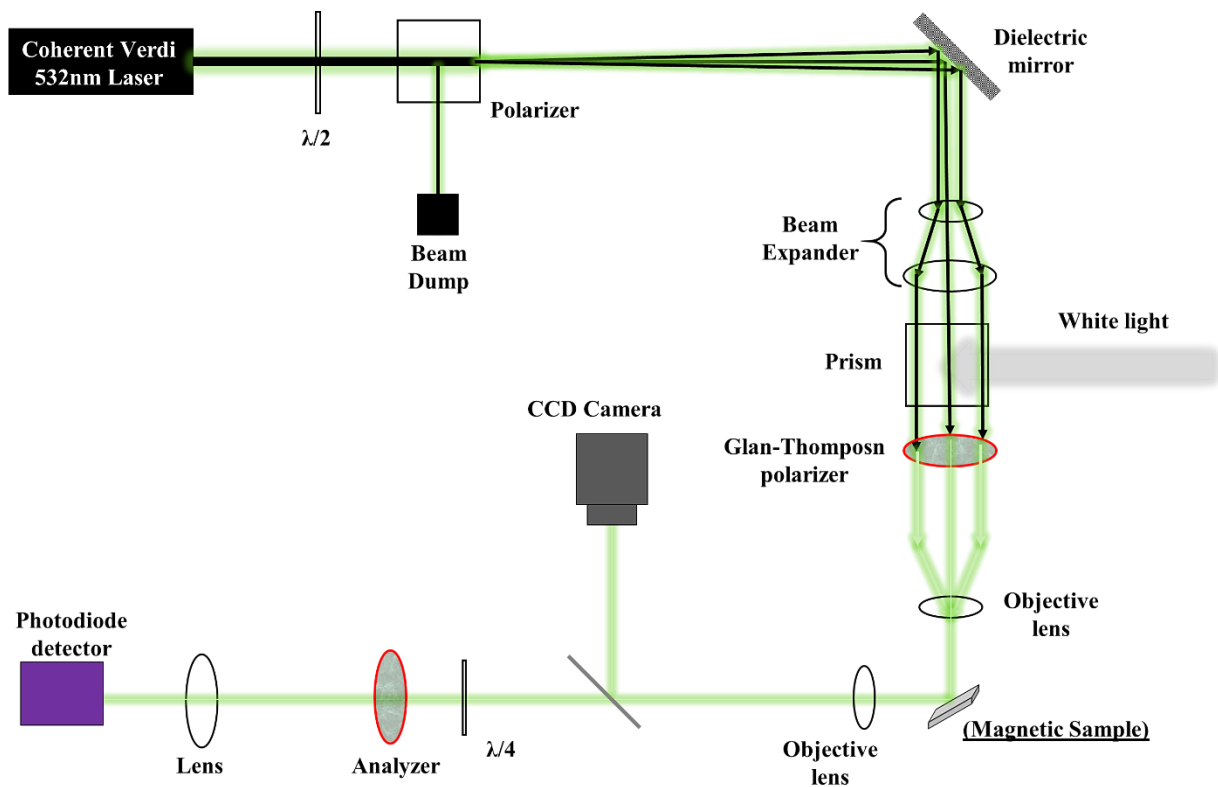 Coherent Verdi
532nm Laser
λ/2
Polarizer
Beam
Dump
Dielectric
mirror
Beam
Expander
White light
Prism
CCD Camera
Glan-Thomposn
polarizer
Objective
lens
Photodiode
detector
(Magnetic Sample)
Objective
lens
λ/4
Analyzer
Lens